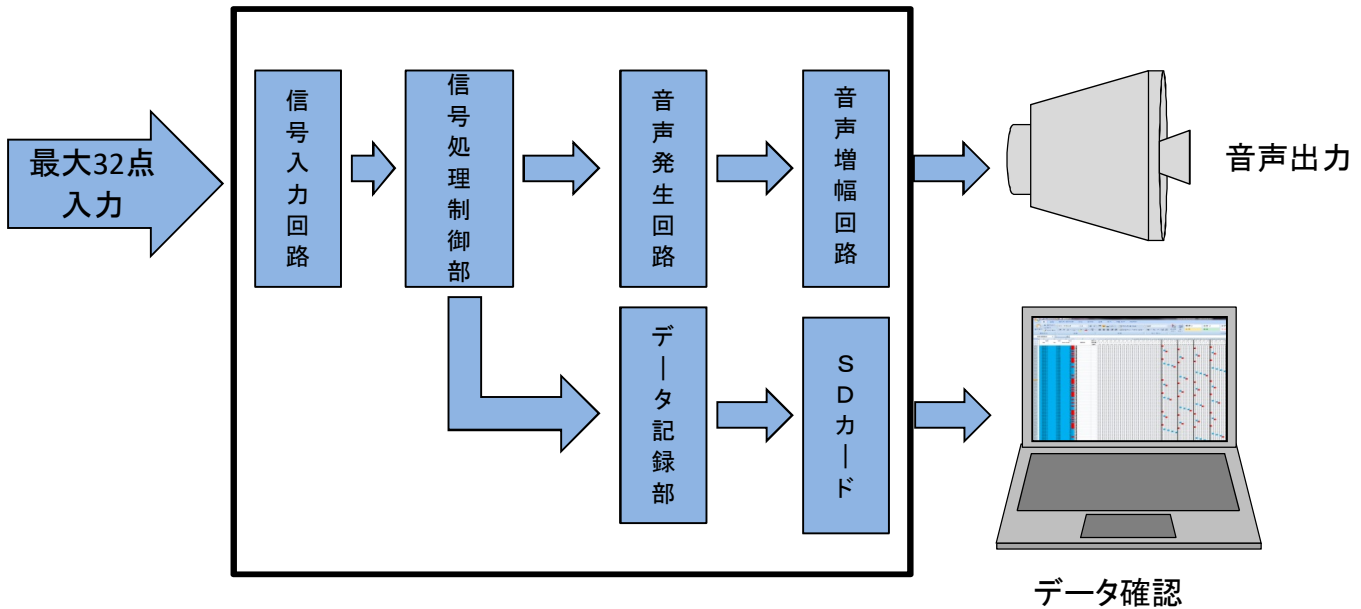 最大32点
入力
信号入力回路
信号処理制御部
音声発生回路
音声増幅回路
音声出力
データ記録部
ＳＤカード
データ確認